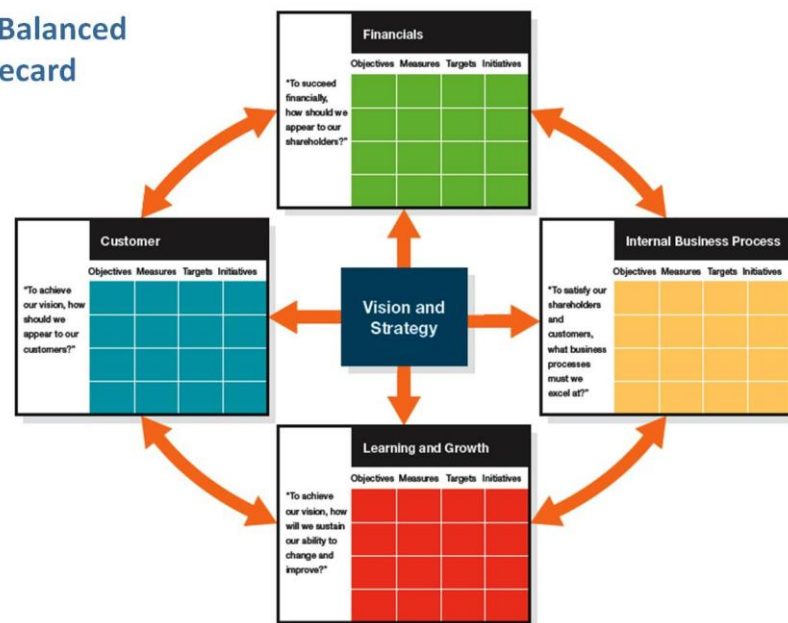 Balanced
ecard
Financials
Objectives Measures Targets Initiatives
"To succeed
financially,
how should we
appear to our
shareholders?"
Customer
Objectives Measures Targets Initiatives
"To achieve
our vision, how
should we
appear to our
customers?"
Vision and
Strategy
Internal Business Process
Objectives Measures Targets Initiatives
"To satisfy our
shareholders
and
customers,
what business
processes
must we
excel at?"
Learning and Growth
Objectives Measures Targets Initiatives
"To achieve
our vision, how
will we sustain
our ability to
change and
improve?"